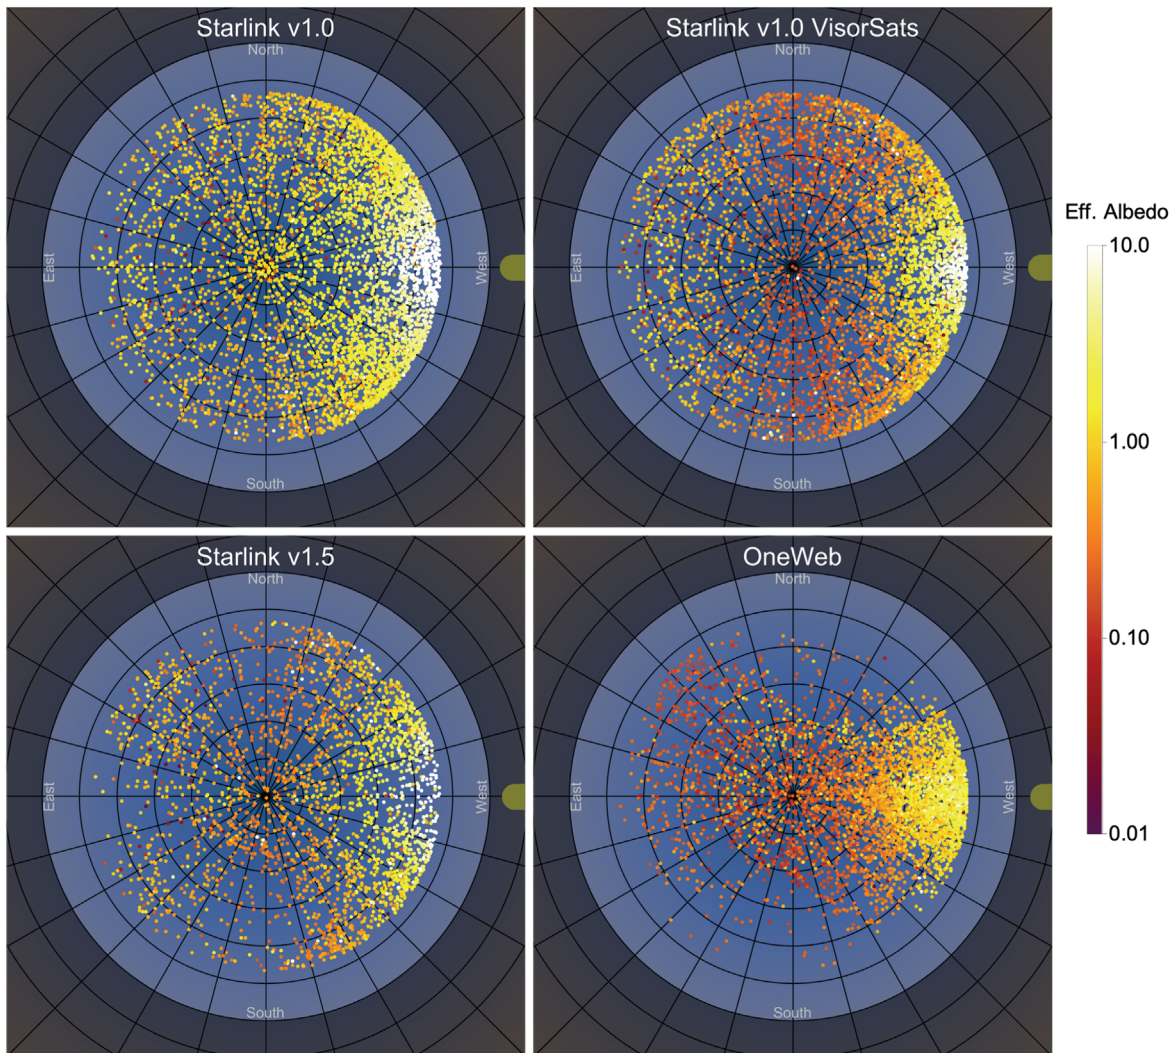 Starlink v1.0
North
East
West
South
Starlink v1.0 VisorSats
North
East
West
South
Eff. Albedo
10.0
1.00
0.10
0.01
Starlink v1.5
North
East
West
South
OneWeb
North
East
West
South